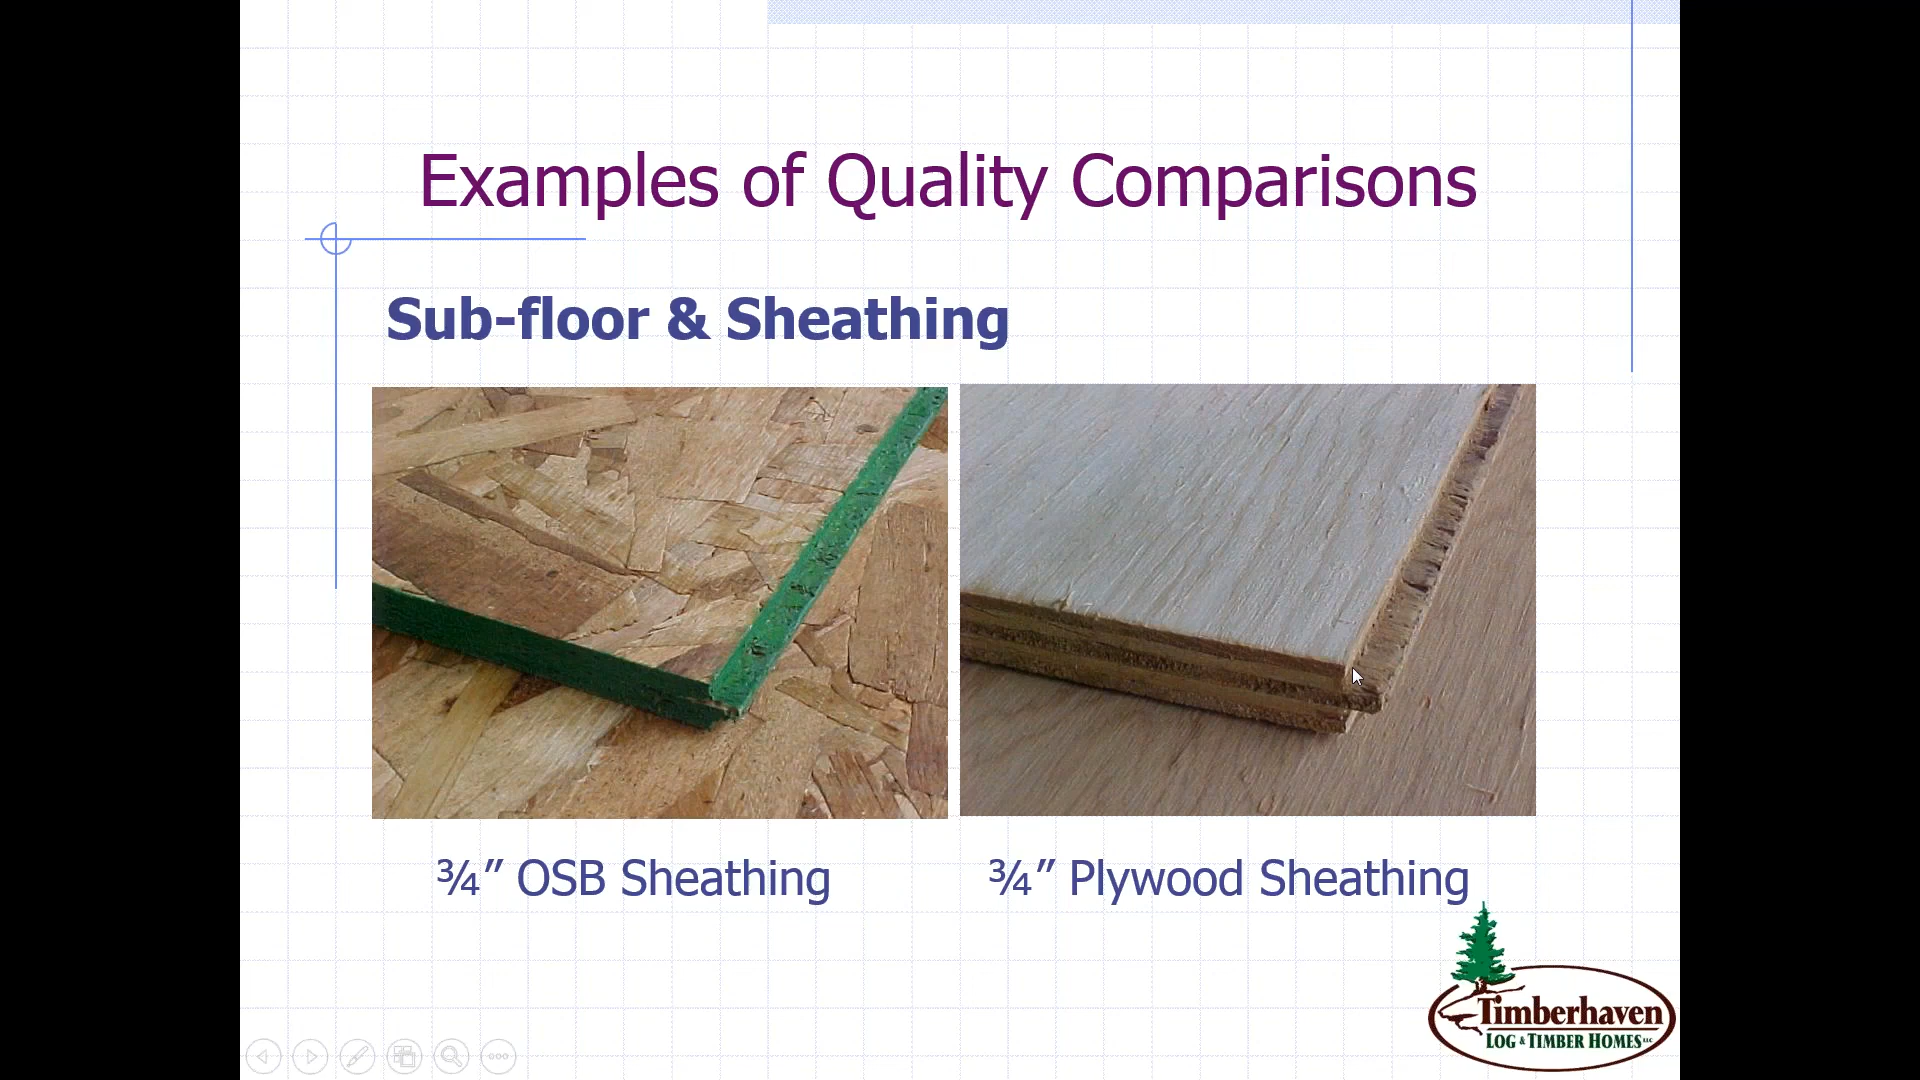 Examples of Quality Comparisons
Sub-floor & Sheathing
¾” OSB Sheathing
¾” Plywood Sheathing
Timberhaven
LOG & TIMBER HOMES LLC